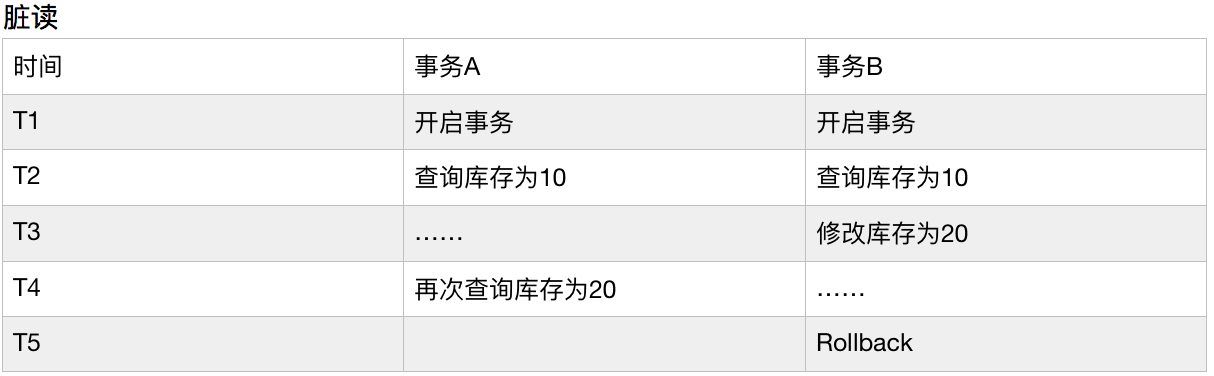 脏读
时间 事务A 事务B
T1 开启事务 开启事务
T2 查询库存为10 查询库存为10
T3 …… 修改库存为20
T4 再次查询库存为20 ……
T5 Rollback